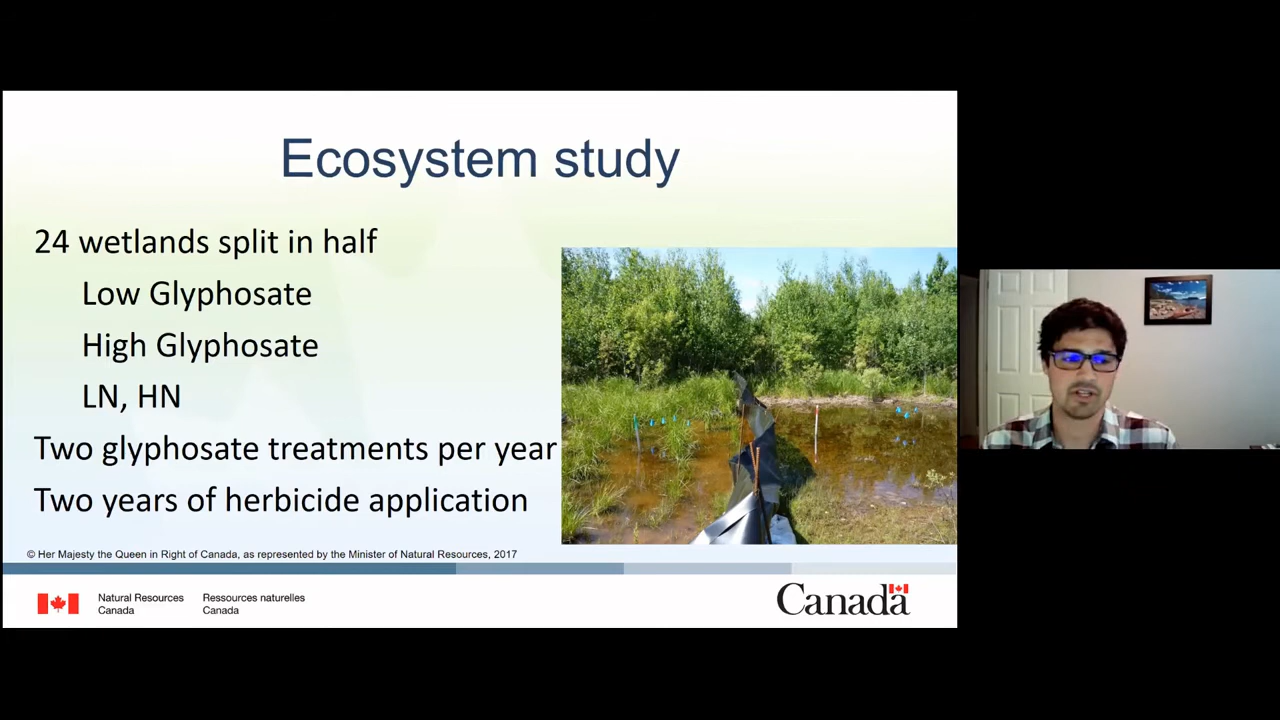 Ecosystem study
24 wetlands split in half
Low Glyphosate
High Glyphosate
LN, HN
Two glyphosate treatments per year
Two years of herbicide application
© Her Majesty the Queen in Right of Canada, as represented by the Minister of Natural Resources, 2017
Natural Resources Canada
Ressources naturelles Canada
Canada